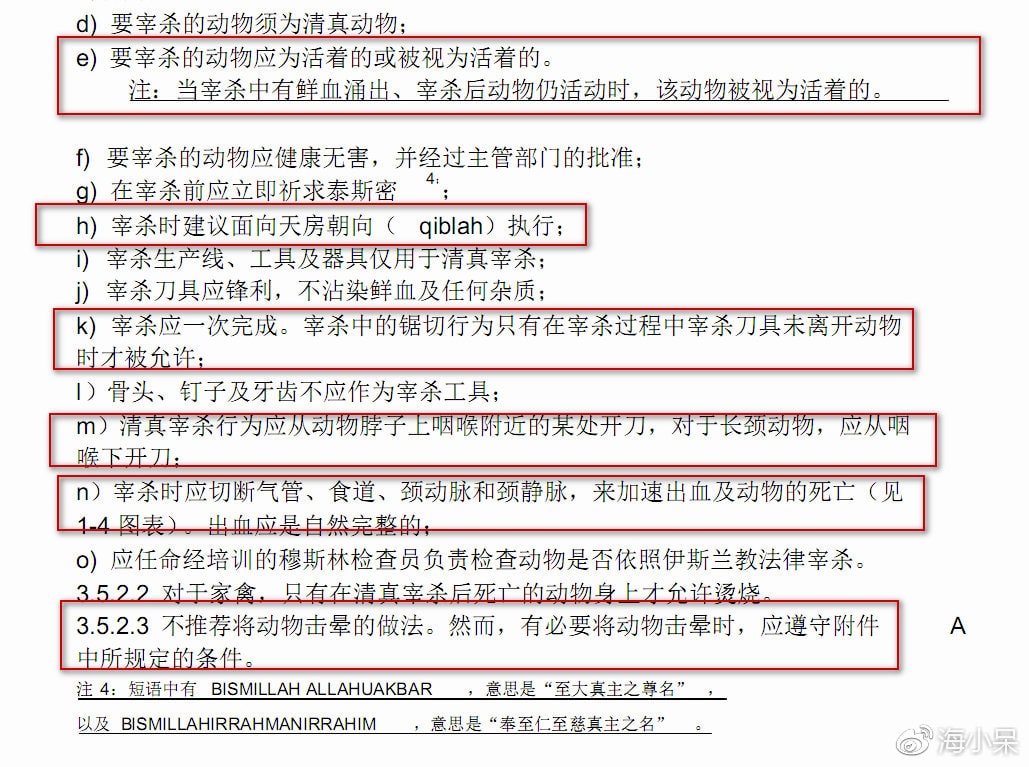 d) 要宰杀的动物须为清真动物；
e) 要宰杀的动物应为活着的或被视为活着的。
注：当宰杀中有鲜血涌出、宰杀后动物仍活动时，该动物被视为活着的。
f) 要宰杀的动物应健康无害，并经过主管部门的批准；
g) 在宰杀前应立即祈求泰斯密 4；；
h) 宰杀时建议面向天房朝向（ qiblah）执行；
i) 宰杀生产线、工具及器具仅用于清真宰杀；
j) 宰杀刀具应锋利，不沾染鲜血及任何杂质；
k) 宰杀应一次完成。宰杀中的锯切行为只有在宰杀过程中宰杀刀具未离开动物
时才被允许；
l）骨头、钉子及牙齿不应作为宰杀工具；
m）清真宰杀行为应从动物脖子上咽喉附近的某处开刀，对于长颈动物，应从咽
喉下开刀；
n）宰杀时应切断气管、食道、颈动脉和颈静脉，来加速出血及动物的死亡（见
1-4 图表）。出血应是自然完整的；
o) 应任命经培训的穆斯林检查员负责检查动物是否依照伊斯兰教法律宰杀。
3.5.2.2 对于家禽，只有在清真宰杀后死亡的动物身上才允许烫烧。
3.5.2.3 不推荐将动物击晕的做法。然而，有必要将动物击晕时，应遵守附件 A
中所规定的条件。
注 4：短语中有 BISMILLAH ALLAHUAKBAR ，意思是“至大真主之尊名” ，
以及 BISMILLAHIRRAHMANIRRAHIM ，意思是“奉至仁至慈真主之名” 。
海小呆